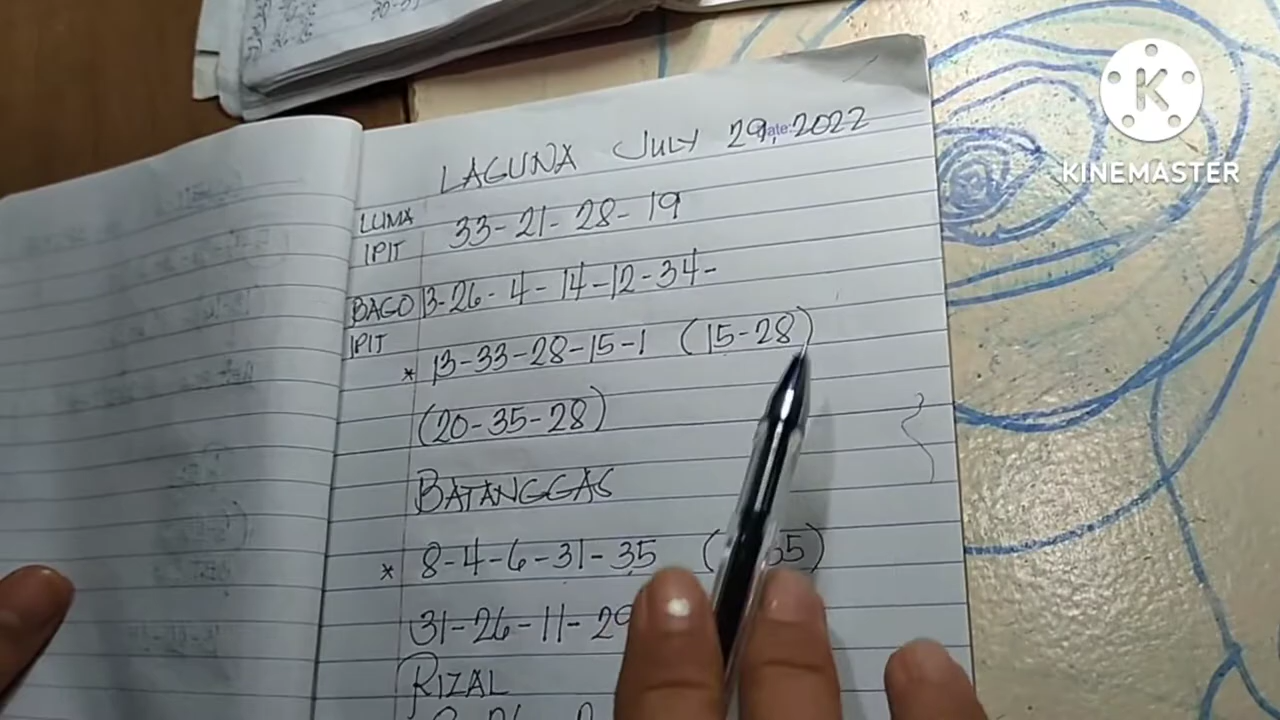 LAGUNA JULY 29, 2022
Date:
LUMA
IPIT 33-21-28-19
BAGO 13-26-4-14-12-34-
IPIT
* 13-33-28-15-1 (15-28)
(20-35-28)
BATANGGAS
* 8-4-6-31-35 (
31-26-11-29
RIZAL
KINEMASTER